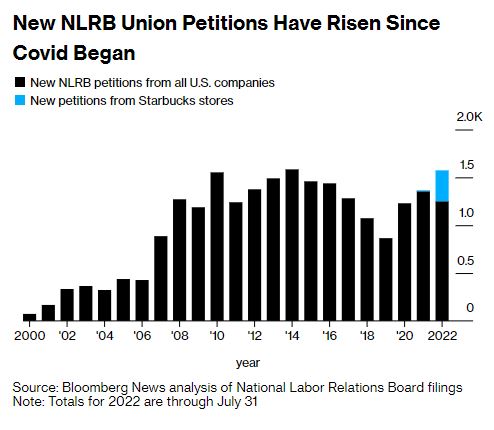 New NLRB Union Petitions Have Risen Since
Covid Began
New NLRB petitions from all U.S. companies
New petitions from Starbucks stores
2.0K
1.5
1.0
0.5
0
2000 '02 '04 '06 '08 '10 '12 '14 '16 '18 '20 2022
year
Source: Bloomberg News analysis of National Labor Relations Board filings
Note: Totals for 2022 are through July 31